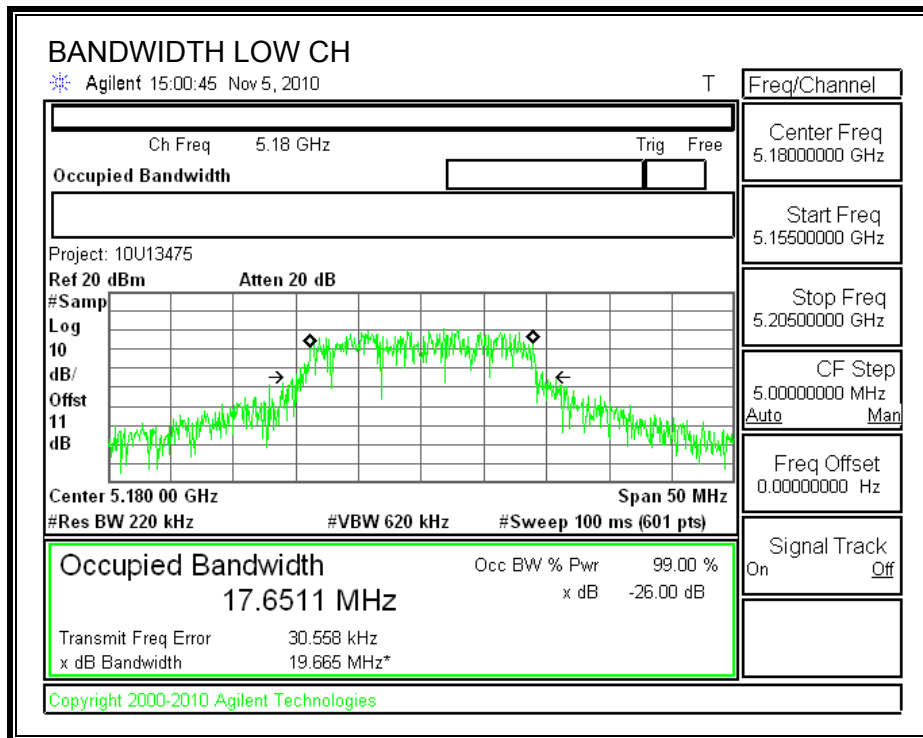 BANDWIDTH LOW CH
Agilent 15:00:45 Nov 5, 2010 T
Ch Freq 5.18 GHz Trig Free
Occupied Bandwidth
Project: 10U13475
Ref 20 dBm Atten 20 dB
#Samp
Log
10
dB/
Offst
11
dB
Center 5.180 00 GHz Span 50 MHz
#Res BW 220 kHz #VBW 620 kHz #Sweep 100 ms (601 pts)
Occupied Bandwidth
17.6511 MHz
Occ BW % Pwr 99.00 %
x dB -26.00 dB
Transmit Freq Error 30.558 kHz
x dB Bandwidth 19.665 MHz*
Copyright 2000-2010 Agilent Technologies
Freq/Channel
Center Freq
5.18000000 GHz
Start Freq
5.15500000 GHz
Stop Freq
5.20500000 GHz
CF Step
5.00000000 MHz
Auto Man
Freq Offset
0.00000000 Hz
Signal Track
On Off